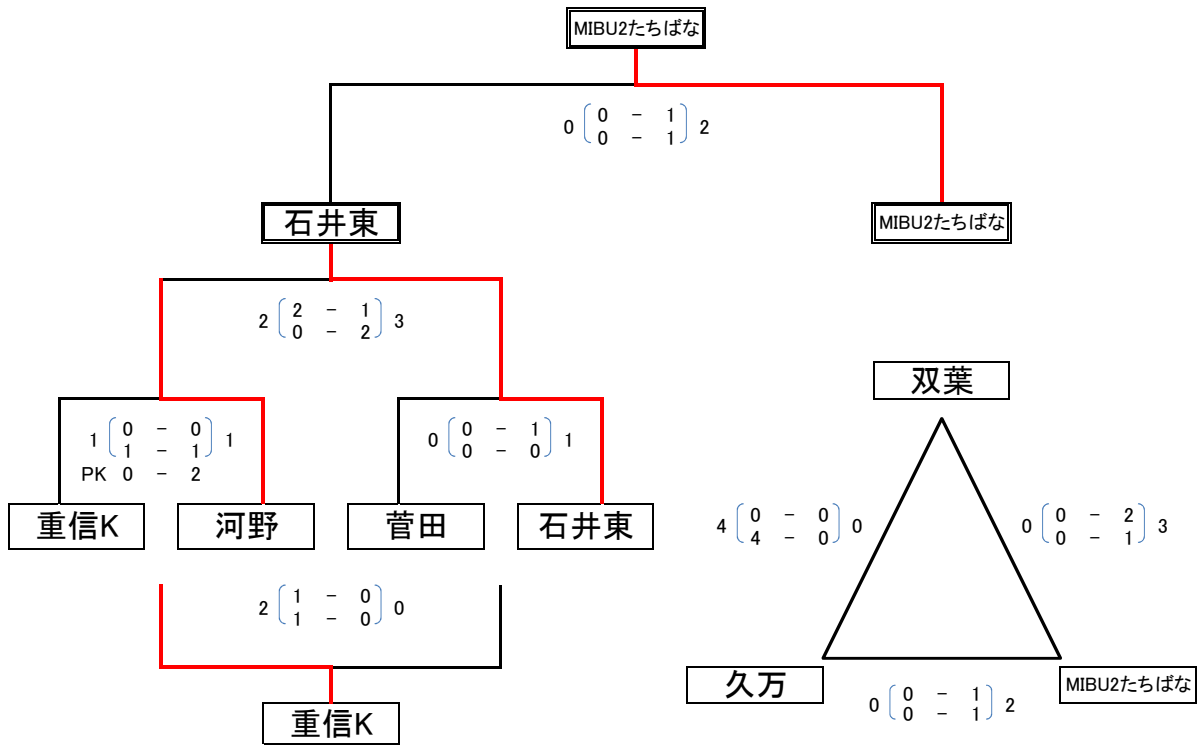 MIBU2たちばな
0 0 - 1 2
0 - 1
石井東
MIBU2たちばな
2 2 - 1 3
0 - 2
双葉
1 0 - 0 1
1 - 1
PK 0 - 2
0 0 - 1 1
0 - 0
重信K
河野
菅田
石井東
4 0 - 0 0
4 - 0
0 0 - 2 3
0 - 1
2 1 - 0 0
1 - 0
久万
MIBU2たちばな
0 0 - 1 2
0 - 1
重信K